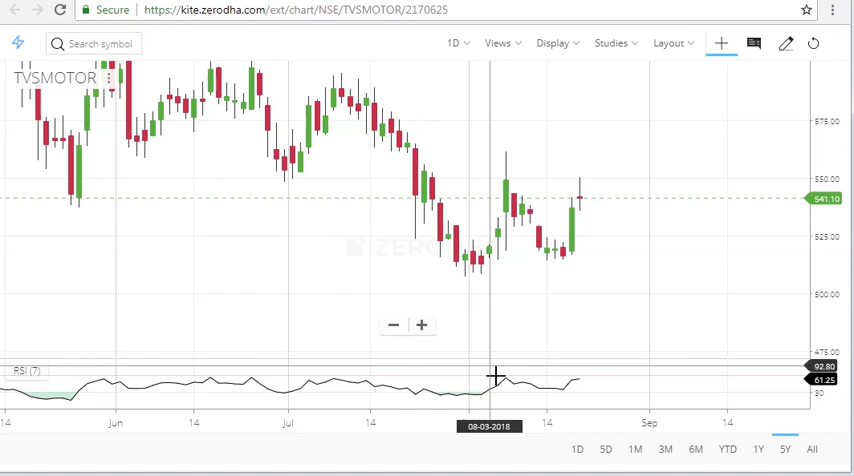 Secure https://kite.zerodha.com/ext/chart/NSE/TVSMOTOR/2170625
Search symbol 1D Views Display Studies Layout
TVSMOTOR
575.00
550.00
541.10
525.00
500.00
475.00
RSI (7)
92.80
61.25
30
14 Jun 14 Jul 14 08-03-2018 14 Sep 14
1D 5D 1M 3M 6M YTD 1Y 5Y All